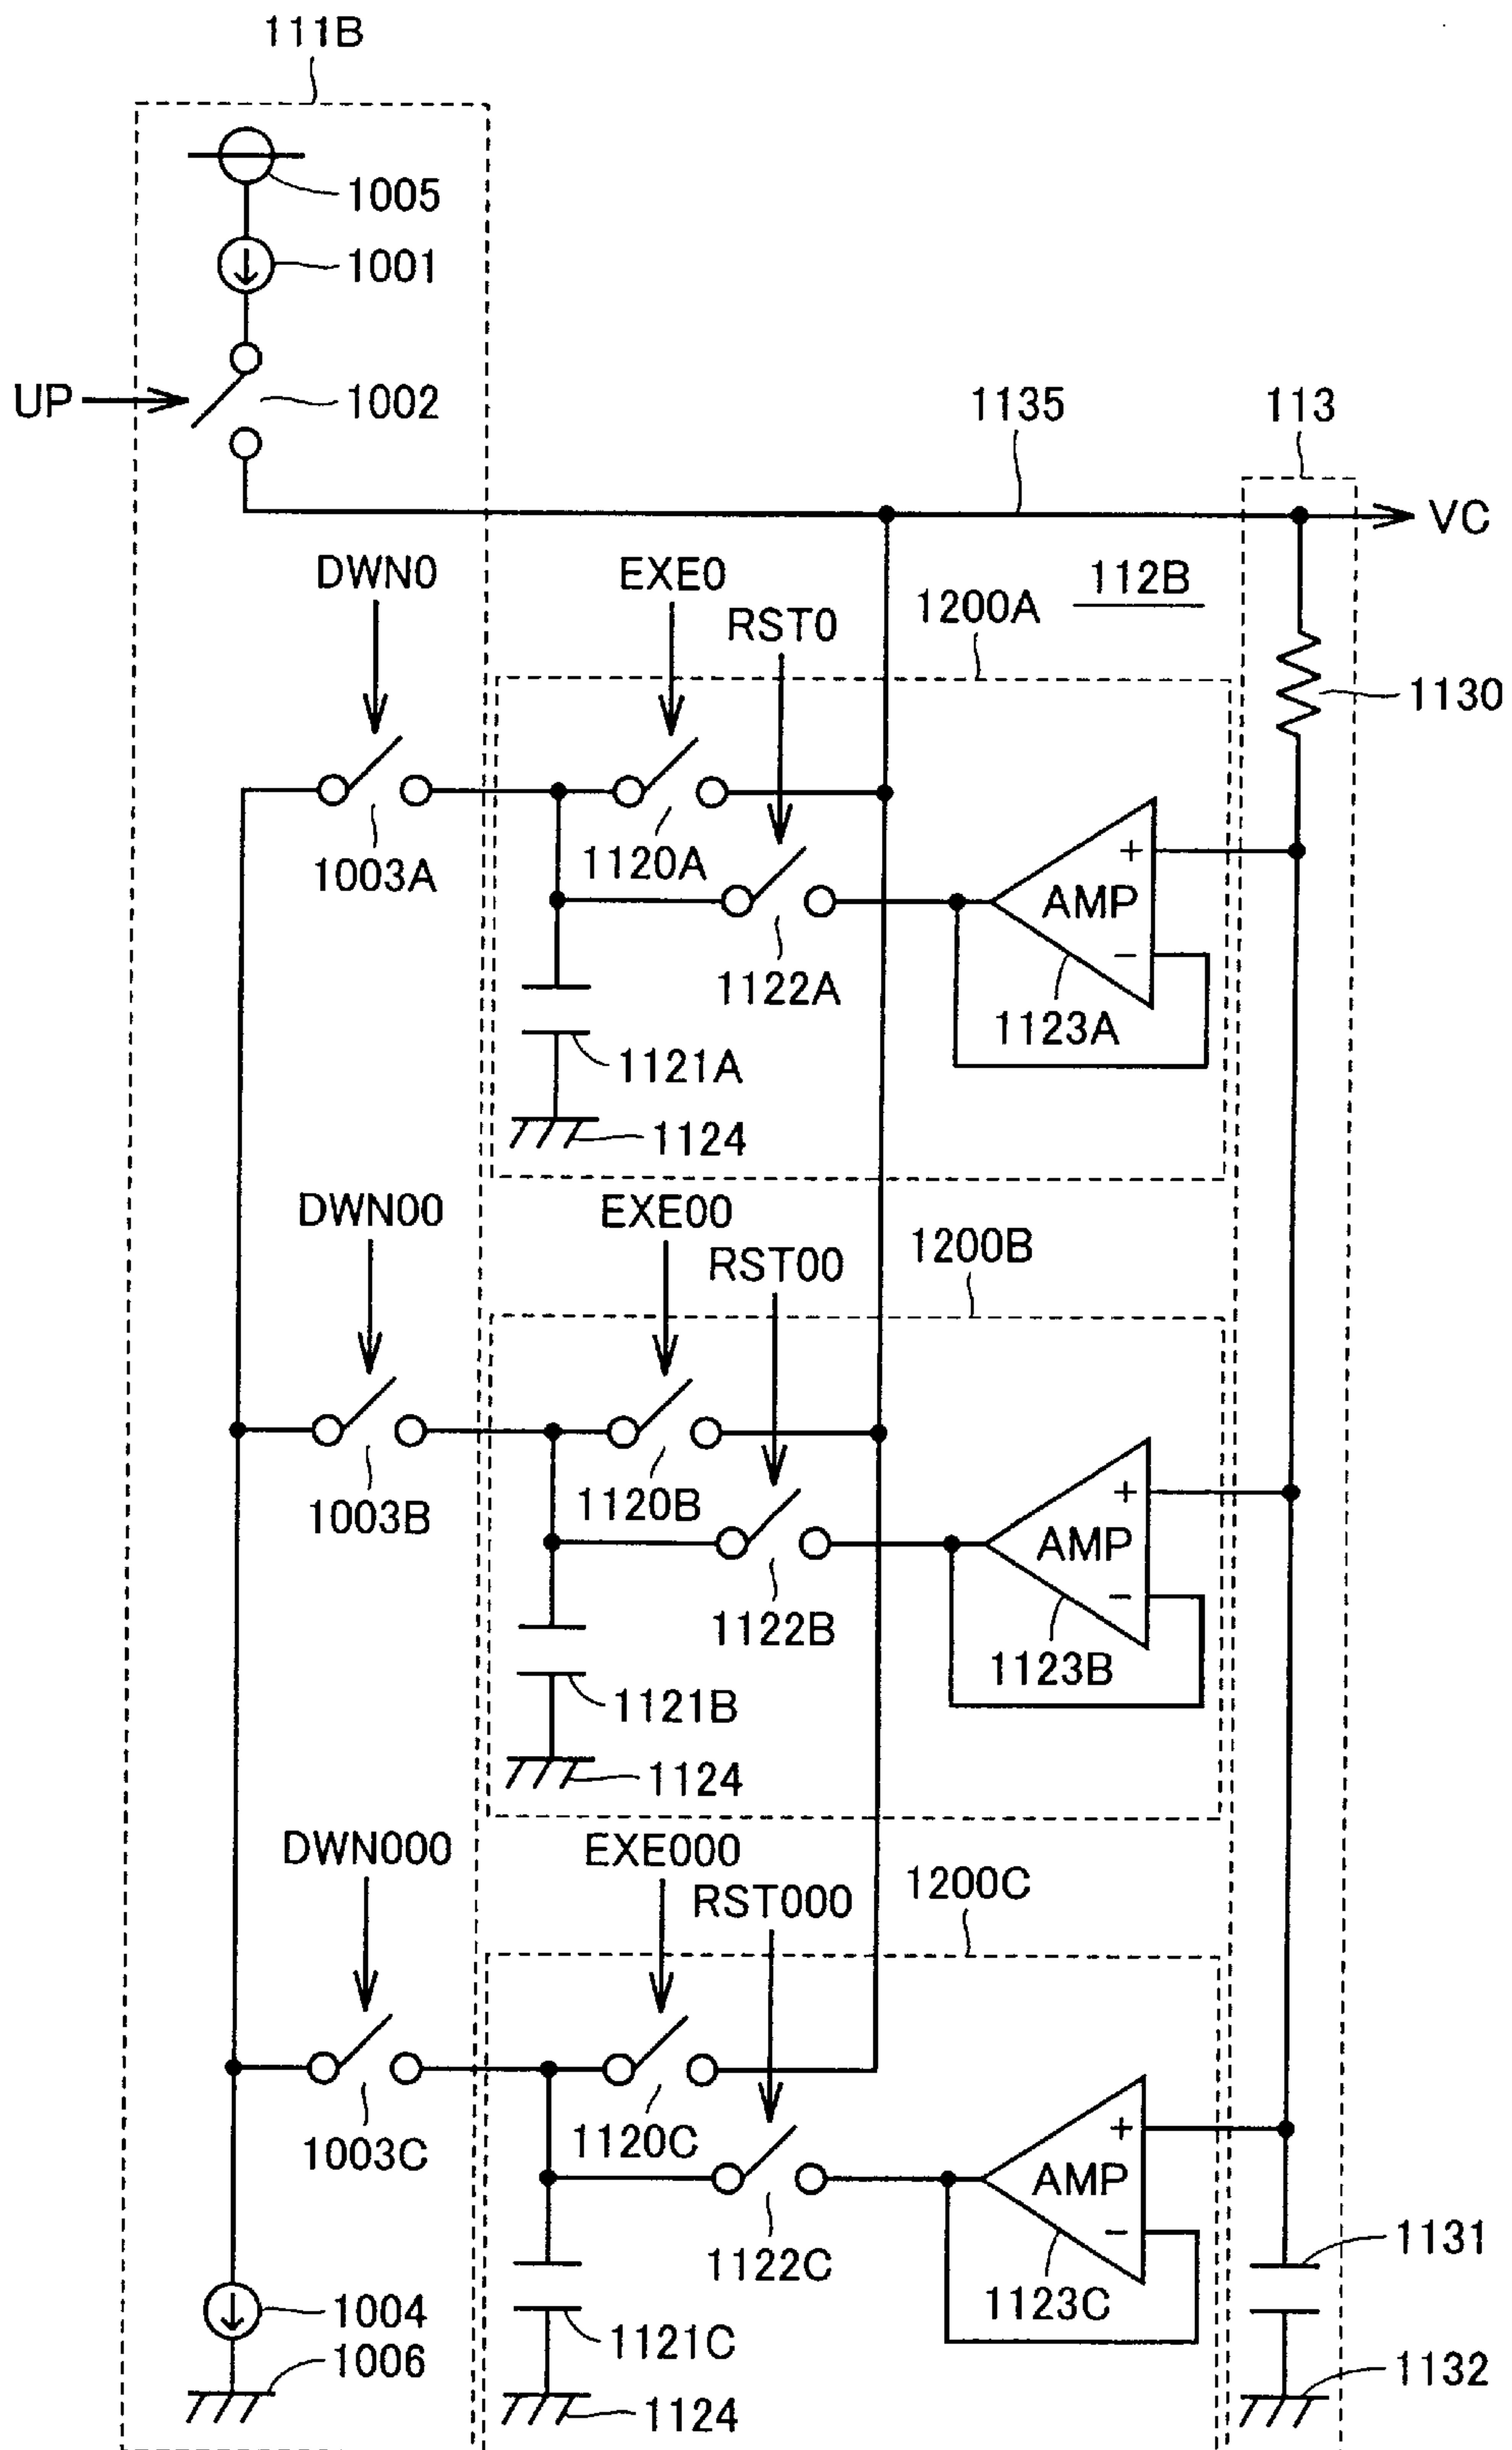 111B
1005
1001
UP
1002
1135
113
VC
DWN0
EXE0
RST0
1200A
112B
1130
1003A
1120A
+
AMP
−
1122A
1123A
1121A
1124
DWN00
EXE00
RST00
1200B
1003B
1120B
+
AMP
−
1122B
1123B
1121B
1124
DWN000
EXE000
RST000
1200C
1003C
1120C
+
AMP
−
1122C
1123C
1131
1004
1121C
1006
1124
1132